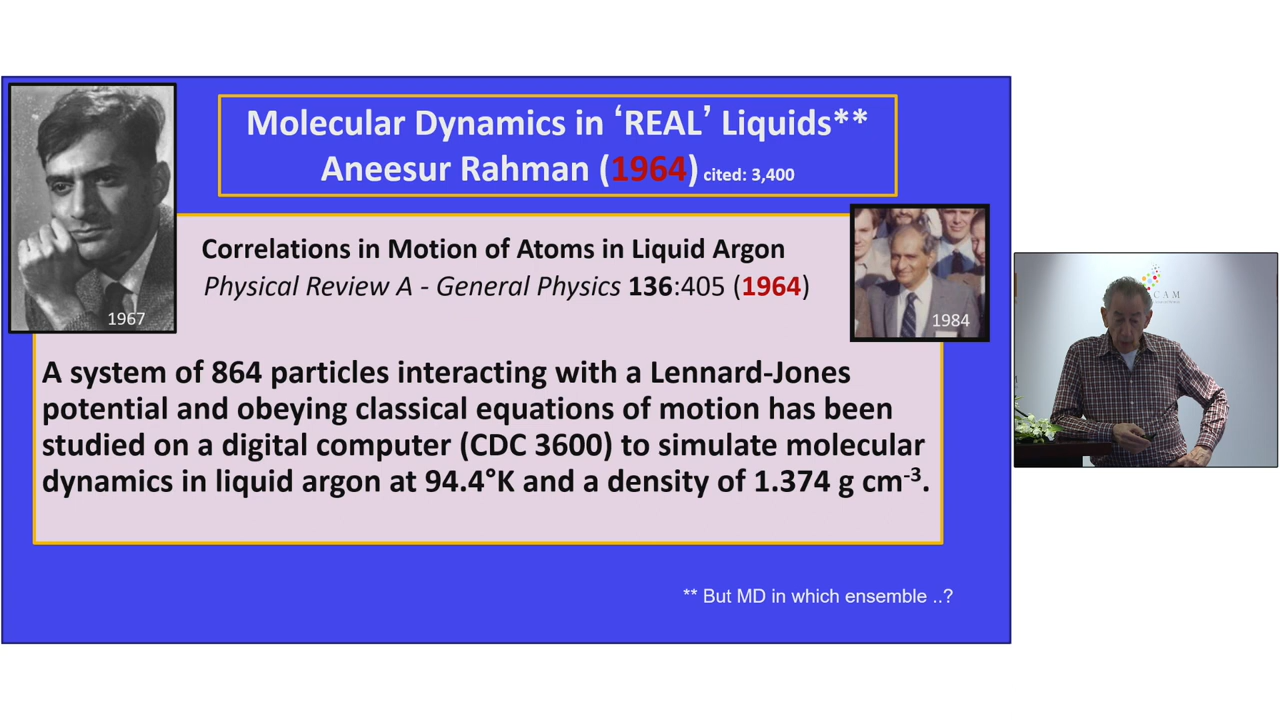 Molecular Dynamics in ‘REAL’ Liquids**
Aneesur Rahman (1964) cited: 3,400
1967
Correlations in Motion of Atoms in Liquid Argon
Physical Review A - General Physics 136:405 (1964)
1984
A system of 864 particles interacting with a Lennard-Jones
potential and obeying classical equations of motion has been
studied on a digital computer (CDC 3600) to simulate molecular
dynamics in liquid argon at 94.4°K and a density of 1.374 g cm-3.
** But MD in which ensemble ..?